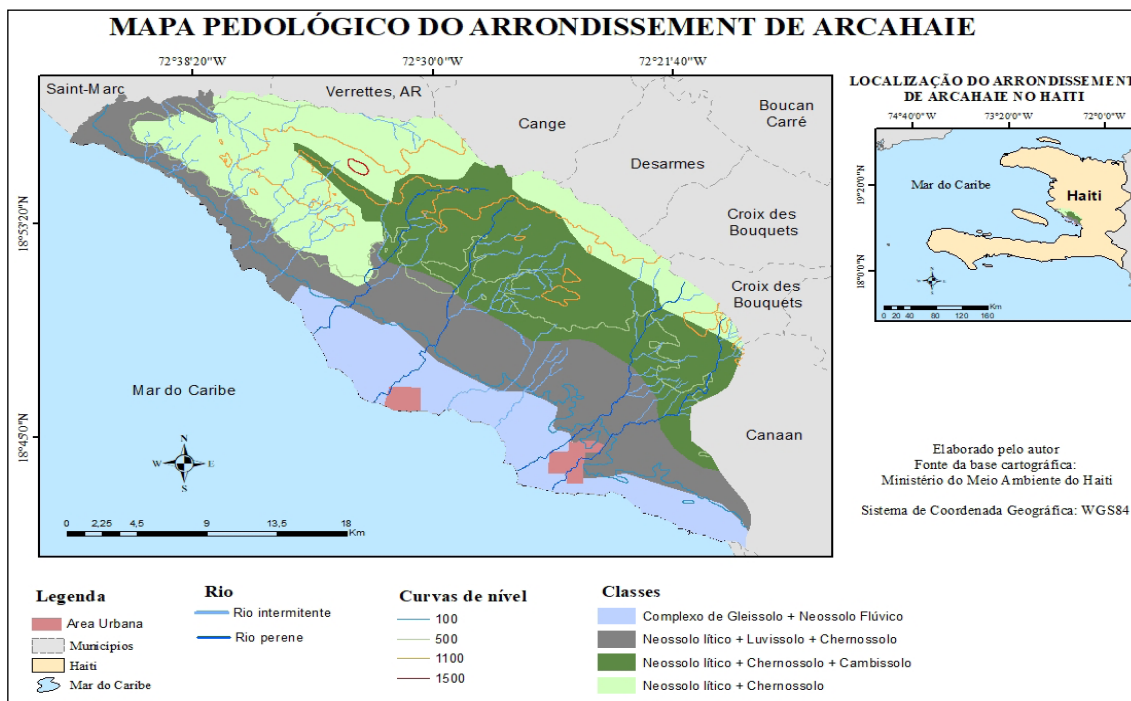 MAPA PEDOLÓGICO DO ARRONDISSEMENT DE ARCAHAIE
72°38'20"W
72°30'0"W
72°21'40"W
Saint-Marc
Verrettes, AR
Cange
Boucan
Carré
Desarmes
Croix des
Bouquets
Croix des
Bouquets
Canaan
Mar do Caribe
18°53'20"N
18°45'0"N
N
W
E
S
0
2,25
4,5
9
13,5
18
Km
LOCALIZAÇÃO DO ARRONDISSEMENT
DE ARCAHAIE NO HAITI
74°40'0"W
73°20'0"W
72°0'0"W
19°20'0"N
18°0'0"N
Mar do Caribe
Haiti
0 20 40
80
120
160
Km
Elaborado pelo autor
Fonte da base cartográfica:
Ministério do Meio Ambiente do Haiti
Sistema de Coordenada Geográfica: WGS84
Legenda
Area Urbana
Municípios
Haiti
Mar do Caribe
Rio
Rio intermitente
Rio perene
Curvas de nível
100
500
1100
1500
Classes
Complexo de Gleissolo + Neossolo Flúvico
Neossolo lítico + Luvissolo + Chernossolo
Neossolo lítico + Chernossolo + Cambissolo
Neossolo lítico + Chernossolo